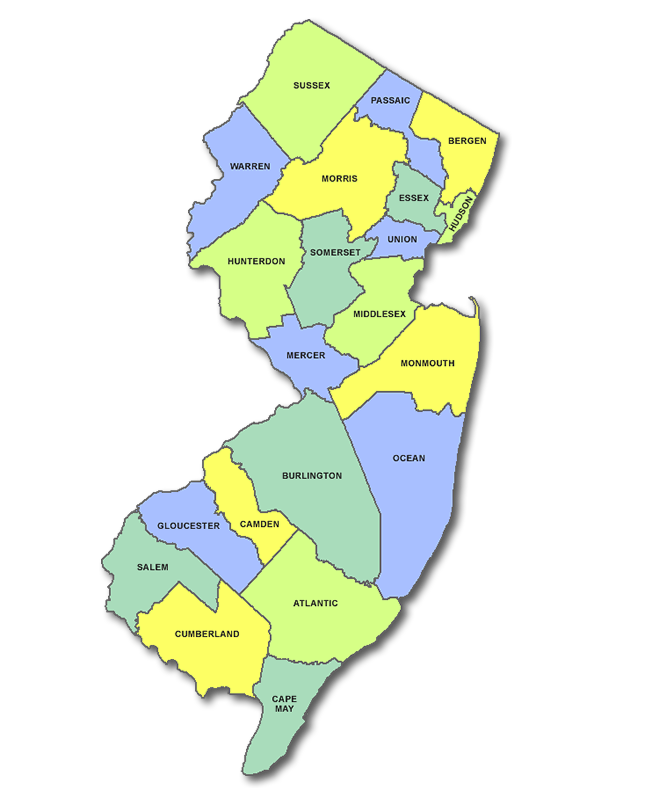 SUSSEX
PASSAIC
BERGEN
WARREN
MORRIS
ESSEX
HUDSON
UNION
SOMERSET
HUNTERDON
MIDDLESEX
MERCER
MONMOUTH
OCEAN
BURLINGTON
CAMDEN
GLOUCESTER
SALEM
ATLANTIC
CUMBERLAND
CAPE
MAY